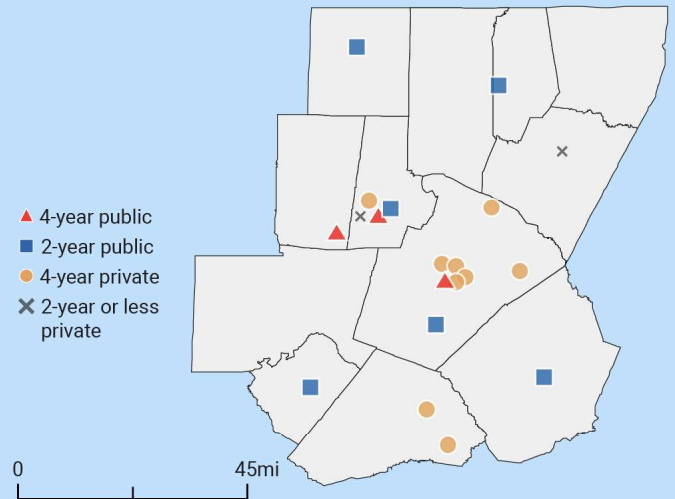 4-year public
2-year public
4-year private
2-year or less
private
0
45mi